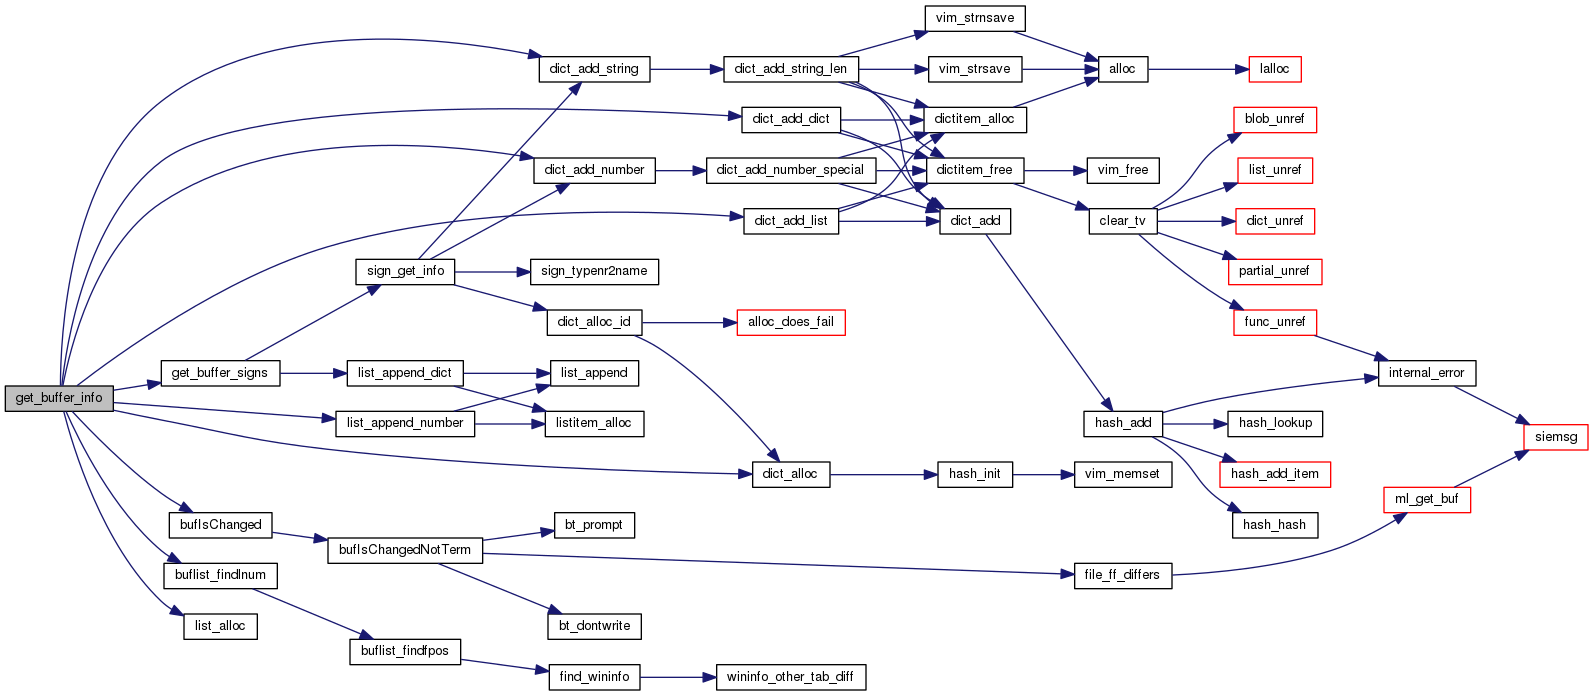 vim_strnsave
dict_add_string
dict_add_string_len
vim_strsave
alloc
lalloc
dict_add_dict
dictitem_alloc
blob_unref
dict_add_number
dict_add_number_special
dictitem_free
vim_free
list_unref
dict_add_list
dict_add
clear_tv
dict_unref
sign_get_info
sign_typenr2name
partial_unref
dict_alloc_id
alloc_does_fail
func_unref
get_buffer_signs
list_append_dict
list_append
internal_error
get_buffer_info
list_append_number
listitem_alloc
hash_add
hash_lookup
siemsg
dict_alloc
hash_init
vim_memset
hash_add_item
ml_get_buf
bufIsChanged
bt_prompt
hash_hash
bufIsChangedNotTerm
buflist_findlnum
file_ff_differs
list_alloc
bt_dontwrite
buflist_findfpos
find_wininfo
wininfo_other_tab_diff